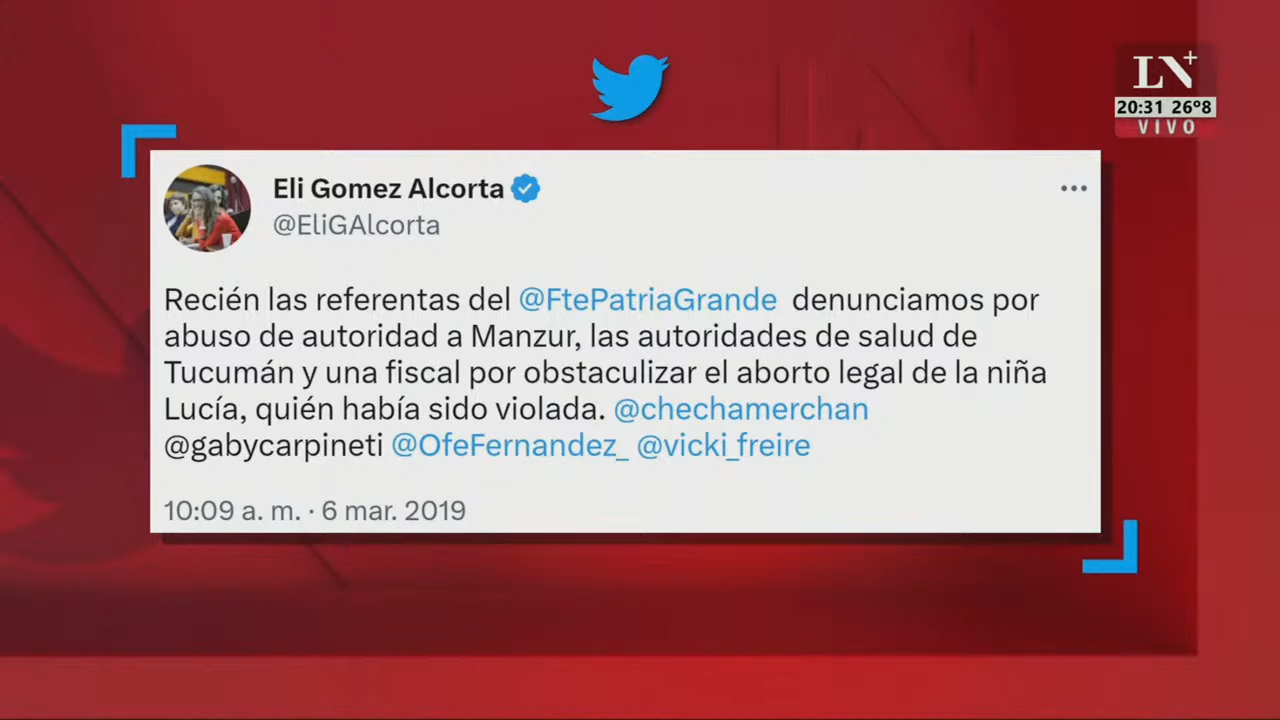 LN+
20:31 26º8
VIVO
Eli Gomez Alcorta
@EliGAlcorta
Recién las referentas del @FtePatriaGrande denunciamos por
abuso de autoridad a Manzur, las autoridades de salud de
Tucumán y una fiscal por obstaculizar el aborto legal de la niña
Lucía, quién había sido violada. @chechamerchan
@gabycarpineti @OfeFernandez_ @vicki_freire
10:09 a. m. · 6 mar. 2019